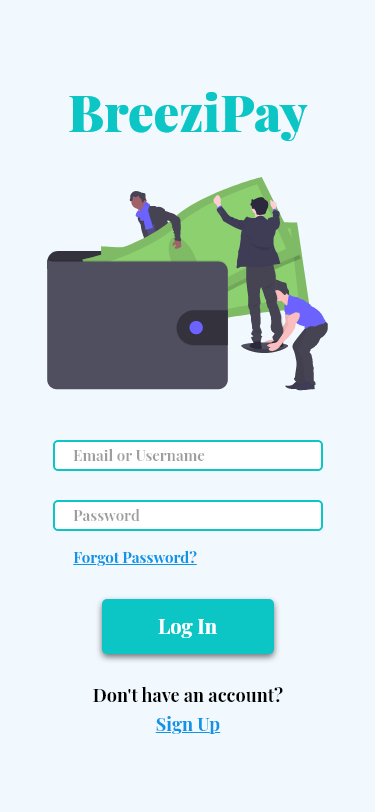 BreeziPay
Email or Username
Password
Forgot Password?
Log In
Don't have an account?
Sign Up